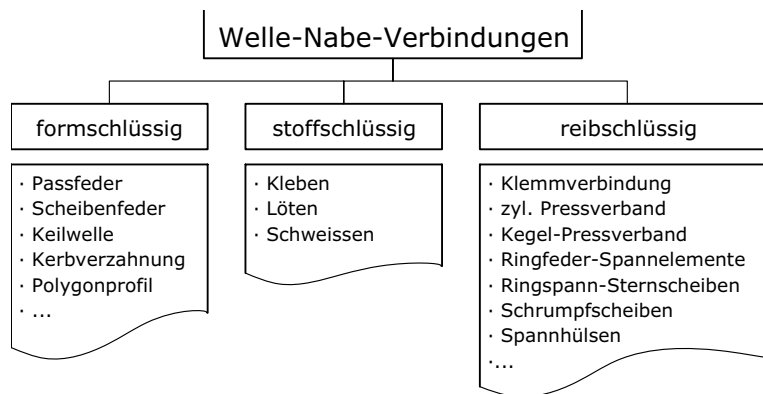 Welle-Nabe-Verbindungen
formschlüssig
· Passfeder
· Scheibenfeder
· Keilwelle
· Kerbverzahnung
· Polygonprofil
· ...
stoffschlüssig
· Kleben
· Löten
· Schweissen
reibschlüssig
· Klemmverbindung
· zyl. Pressverband
· Kegel-Pressverband
· Ringfeder-Spannelemente
· Ringspann-Sternscheiben
· Schrumpfscheiben
· Spannhülsen
·...